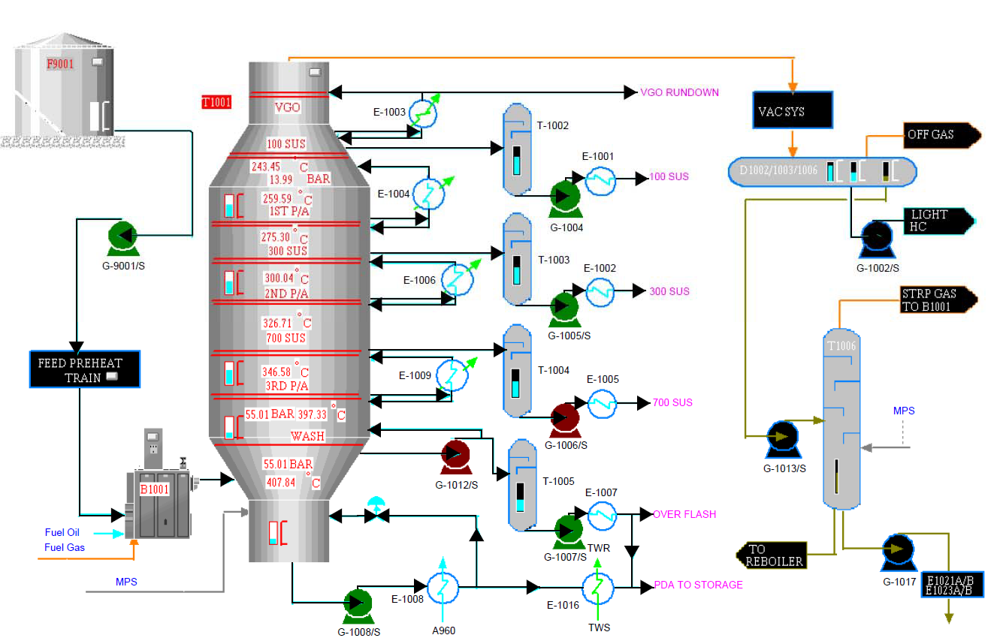 F9001
T1001
VGO
100 SUS
243.45 °C
13.99 BAR
259.59 °C
1ST P/A
275.30 °C
300 SUS
300.04 °C
2ND P/A
326.71 °C
700 SUS
346.58 °C
3RD P/A
55.01 BAR 397.33 °C
WASH
55.01 BAR
407.84 °C
VGO RUNDOWN
E-1003
T-1002
E-1001
100 SUS
E-1004
G-1004
T-1003
E-1002
300 SUS
E-1006
G-1005/S
T-1004
E-1005
700 SUS
E-1009
G-1006/S
G-1012/S
T-1005
E-1007
OVER FLASH
G-1007/S
TWR
PDA TO STORAGE
E-1008
E-1016
G-1008/S
A960
TWS
VAC SYS
OFF GAS
D1002/1003/1006
LIGHT
HC
G-1002/S
STRP GAS
TO B1001
T1006
MPS
G-1013/S
TO
REBOILER
G-1017
E1021A/B
E1023A/B
G-9001/S
FEED PREHEAT
TRAIN
B1001
Fuel Oil
Fuel Gas
MPS